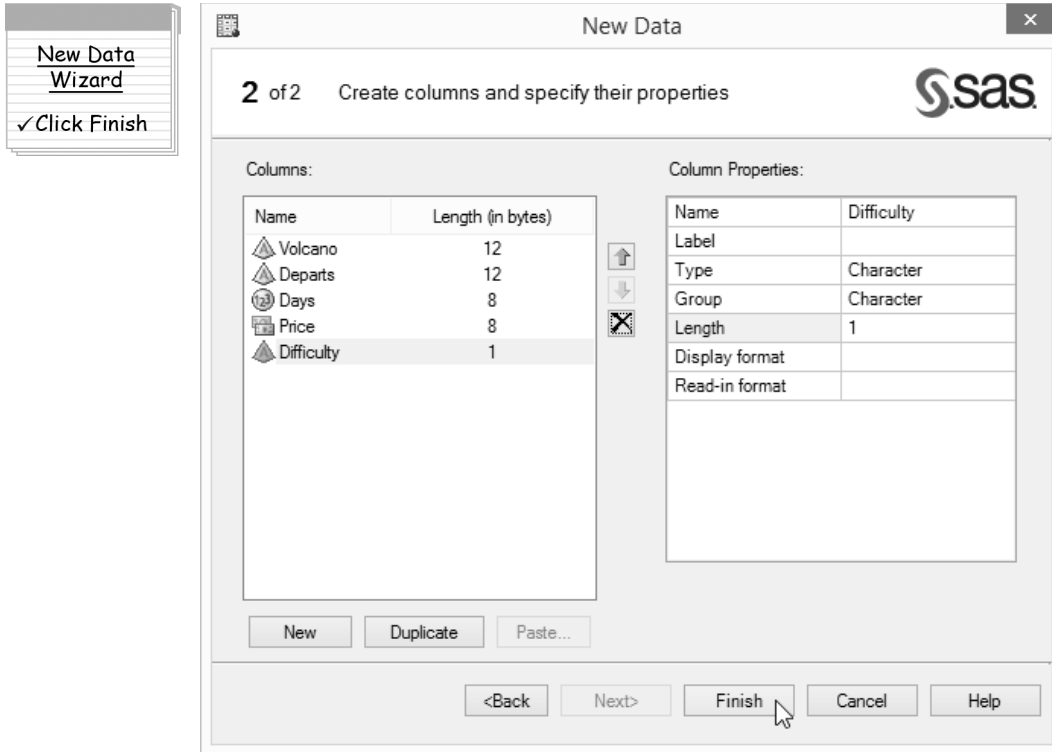 New Data
Wizard
✓Click Finish
New Data
2 of 2 Create columns and specify their properties
sas
Columns:
Name Length (in bytes)
Volcano 12
Departs 12
123 Days 8
Price 8
Difficulty 1
New Duplicate Paste...
Column Properties:
Name Difficulty
Label
Type Character
Group Character
Length 1
Display format
Read-in format
<Back Next> Finish Cancel Help